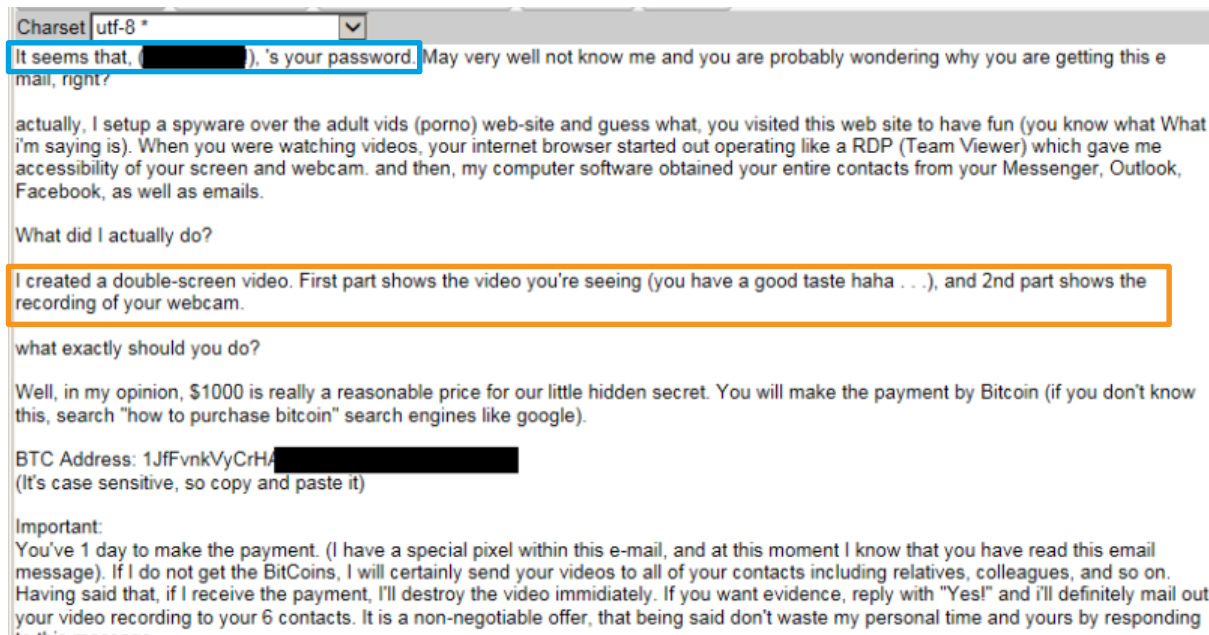 Charset utf-8 *
It seems that, ( ), 's your password. May very well not know me and you are probably wondering why you are getting this e
mail, right?
actually, I setup a spyware over the adult vids (porno) web-site and guess what, you visited this web site to have fun (you know what What
i'm saying is). When you were watching videos, your internet browser started out operating like a RDP (Team Viewer) which gave me
accessibility of your screen and webcam. and then, my computer software obtained your entire contacts from your Messenger, Outlook,
Facebook, as well as emails.
What did I actually do?
I created a double-screen video. First part shows the video you're seeing (you have a good taste haha . . .), and 2nd part shows the
recording of your webcam.
what exactly should you do?
Well, in my opinion, $1000 is really a reasonable price for our little hidden secret. You will make the payment by Bitcoin (if you don't know
this, search "how to purchase bitcoin" search engines like google).
BTC Address: 1JfFvnkVyCrHA
(It's case sensitive, so copy and paste it)
Important:
You've 1 day to make the payment. (I have a special pixel within this e-mail, and at this moment I know that you have read this email
message). If I do not get the BitCoins, I will certainly send your videos to all of your contacts including relatives, colleagues, and so on.
Having said that, if I receive the payment, I'll destroy the video immidiately. If you want evidence, reply with "Yes!" and i'll definitely mail out
your video recording to your 6 contacts. It is a non-negotiable offer, that being said don't waste my personal time and yours by responding